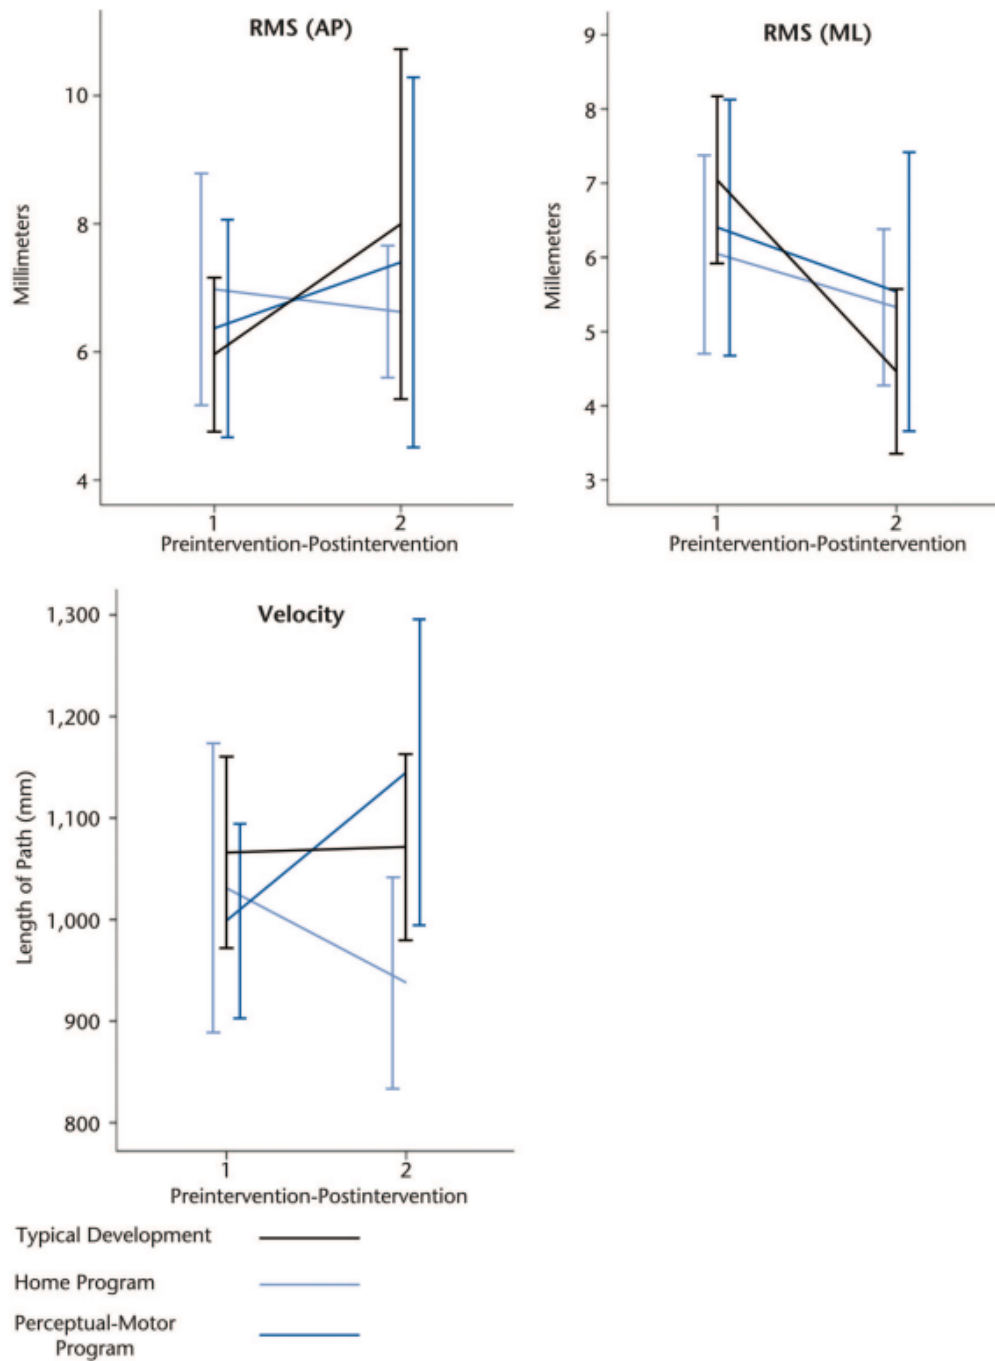 RMS (AP)
10
8
6
4
Millimeters
1
2
Preintervention-Postintervention
RMS (ML)
9
8
7
6
5
4
3
Millemeters
1
2
Preintervention-Postintervention
Velocity
1,300
1,200
1,100
1,000
900
800
Length of Path (mm)
1
2
Preintervention-Postintervention
Typical Development
Home Program
Perceptual-Motor
Program